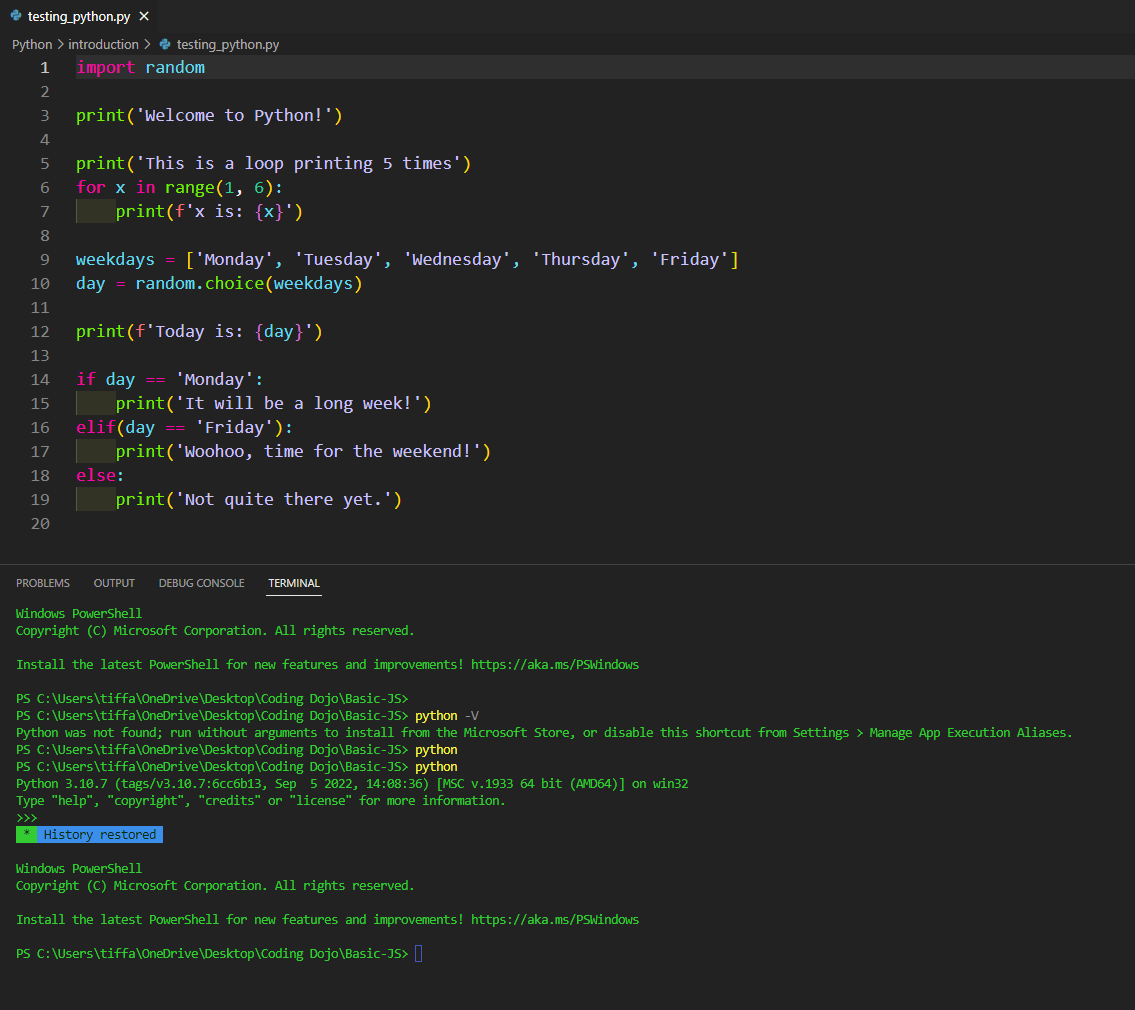 testing_python.py ×
Python > introduction > testing_python.py
1 import random
2
3 print('Welcome to Python!')
4
5 print('This is a loop printing 5 times')
6 for x in range(1, 6):
7     print(f'x is: {x}')
8
9 weekdays = ['Monday', 'Tuesday', 'Wednesday', 'Thursday', 'Friday']
10 day = random.choice(weekdays)
11
12 print(f'Today is: {day}')
13
14 if day == 'Monday':
15     print('It will be a long week!')
16 elif(day == 'Friday'):
17     print('Woohoo, time for the weekend!')
18 else:
19     print('Not quite there yet.')
20
PROBLEMS OUTPUT DEBUG CONSOLE TERMINAL
Windows PowerShell
Copyright (C) Microsoft Corporation. All rights reserved.
Install the latest PowerShell for new features and improvements! https://aka.ms/PSWindows
PS C:\Users\tiffa\OneDrive\Desktop\Coding Dojo\Basic-JS>
PS C:\Users\tiffa\OneDrive\Desktop\Coding Dojo\Basic-JS> python -V
Python was not found; run without arguments to install from the Microsoft Store, or disable this shortcut from Settings > Manage App Execution Aliases.
PS C:\Users\tiffa\OneDrive\Desktop\Coding Dojo\Basic-JS> python
PS C:\Users\tiffa\OneDrive\Desktop\Coding Dojo\Basic-JS> python
Python 3.10.7 (tags/v3.10.7:6cc6b13, Sep  5 2022, 14:08:36) [MSC v.1933 64 bit (AMD64)] on win32
Type "help", "copyright", "credits" or "license" for more information.
>>>
* History restored
Windows PowerShell
Copyright (C) Microsoft Corporation. All rights reserved.
Install the latest PowerShell for new features and improvements! https://aka.ms/PSWindows
PS C:\Users\tiffa\OneDrive\Desktop\Coding Dojo\Basic-JS>